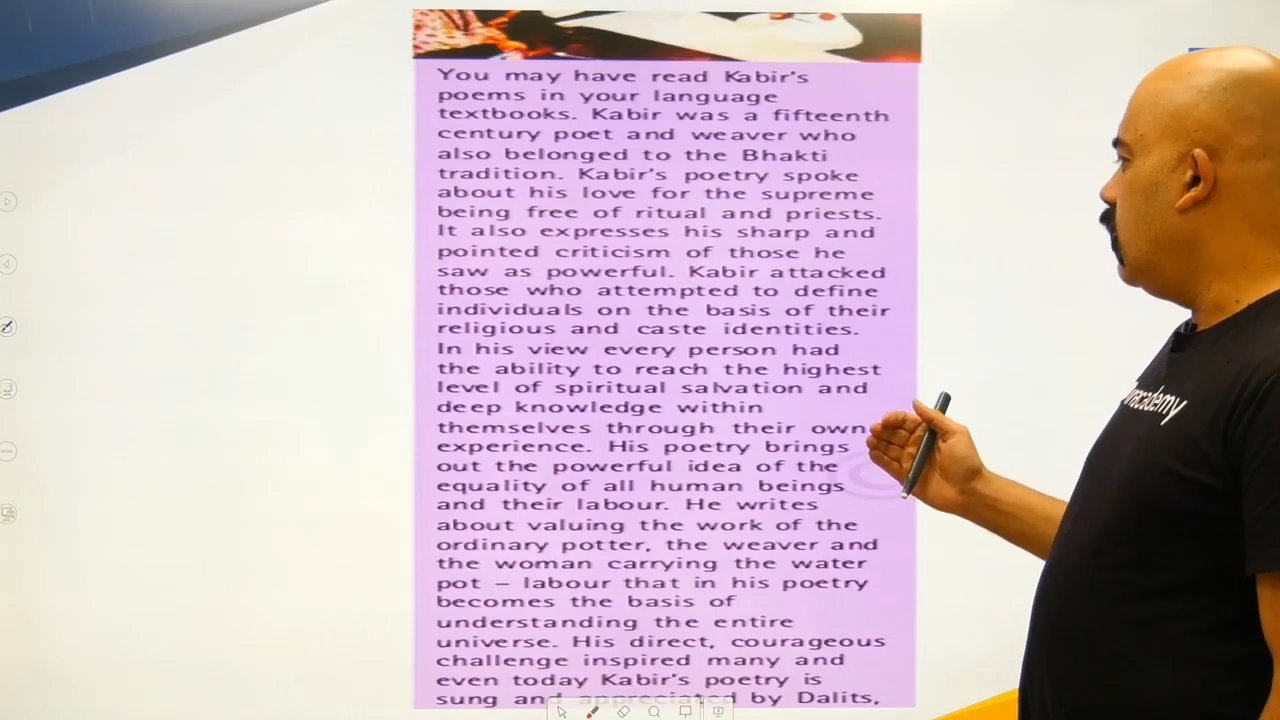 You may have read Kabir's
poems in your language
textbooks. Kabir was a fifteenth
century poet and weaver who
also belonged to the Bhakti
tradition. Kabir's poetry spoke
about his love for the supreme
being free of ritual and priests.
It also expresses his sharp and
pointed criticism of those he
saw as powerful. Kabir attacked
those who attempted to define
individuals on the basis of their
religious and caste identities.
In his view every person had
the ability to reach the highest
level of spiritual salvation and
deep knowledge within
themselves through their own
experience. His poetry brings
out the powerful idea of the
equality of all human beings
and their labour. He writes
about valuing the work of the
ordinary potter, the weaver and
the woman carrying the water
pot – labour that in his poetry
becomes the basis of
understanding the entire
universe. His direct, courageous
challenge inspired many and
even today Kabir's poetry is
sung and appreciated by Dalits,